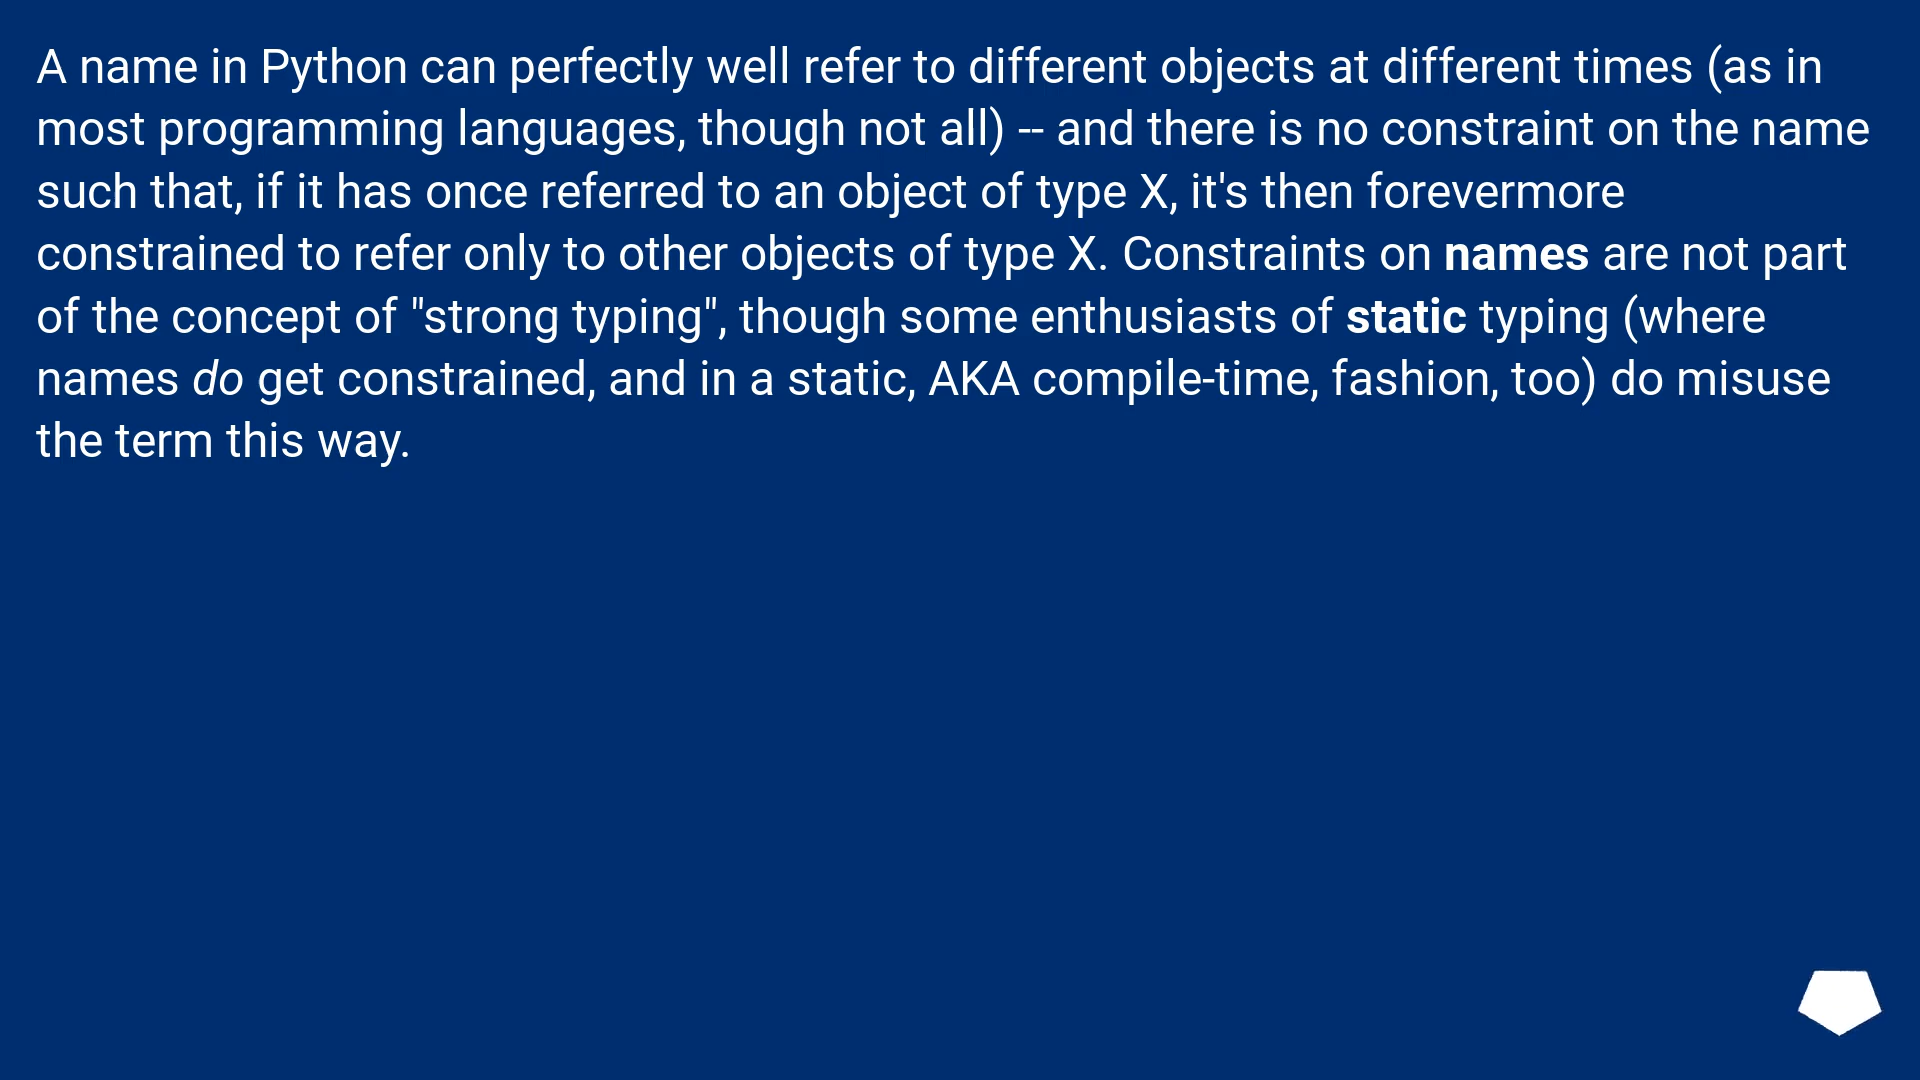 A name in Python can perfectly well refer to different objects at different times (as in
most programming languages, though not all) -- and there is no constraint on the name
such that, if it has once referred to an object of type X, it's then forevermore
constrained to refer only to other objects of type X. Constraints on names are not part
of the concept of "strong typing", though some enthusiasts of static typing (where
names do get constrained, and in a static, AKA compile-time, fashion, too) do misuse
the term this way.